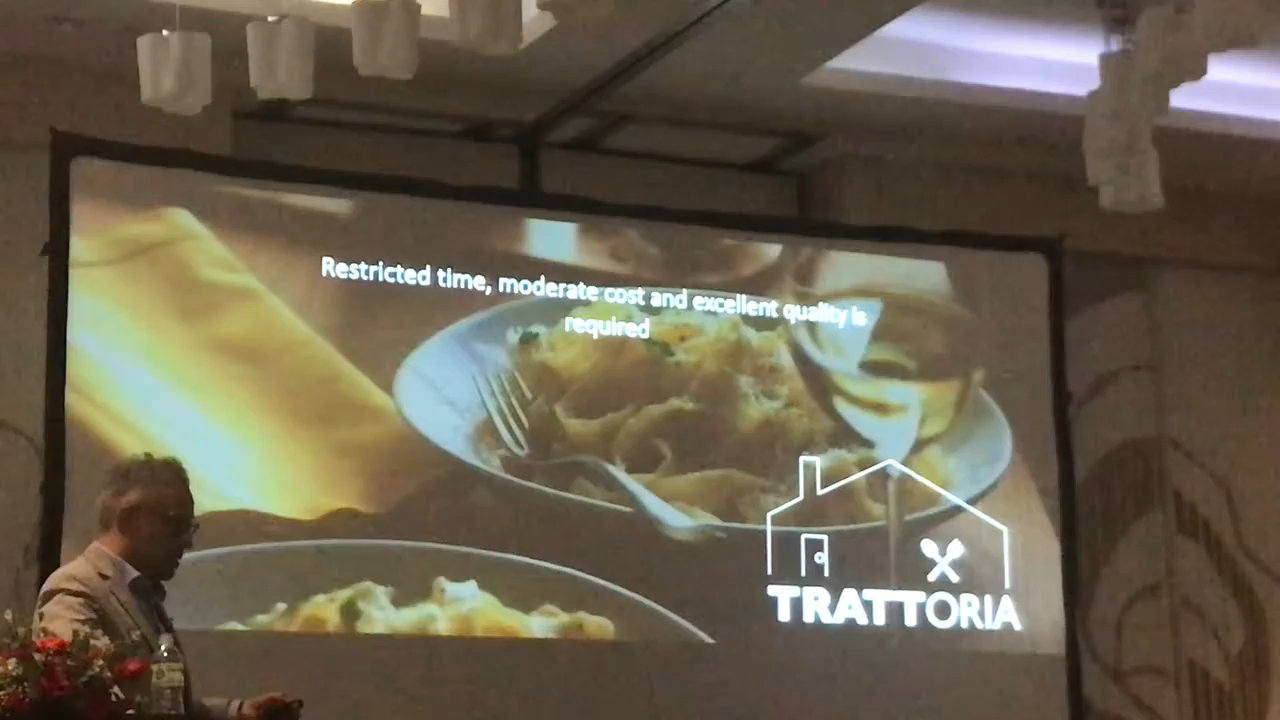 Restricted time, moderate cost and excellent quality is
required
TRATTORIA